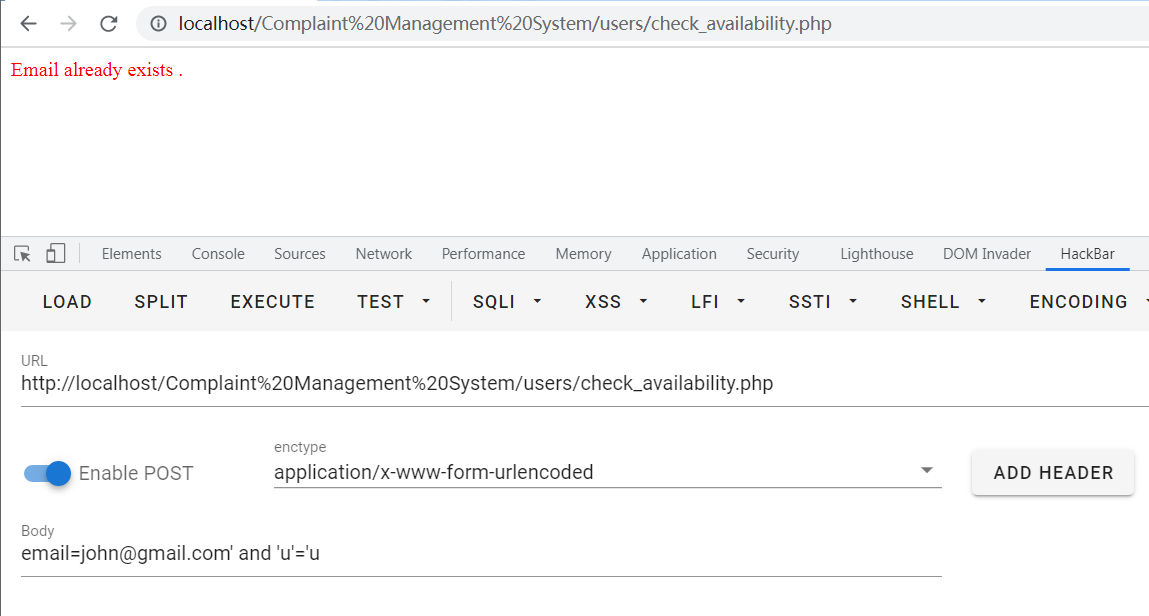 localhost/Complaint%20Management%20System/users/check_availability.php
Email already exists .
Elements Console Sources Network Performance Memory Application Security Lighthouse DOM Invader HackBar
LOAD SPLIT EXECUTE TEST SQLI XSS LFI SSTI SHELL ENCODING
URL
http://localhost/Complaint%20Management%20System/users/check_availability.php
enctype
Enable POST application/x-www-form-urlencoded ADD HEADER
Body
email=john@gmail.com' and 'u'='u